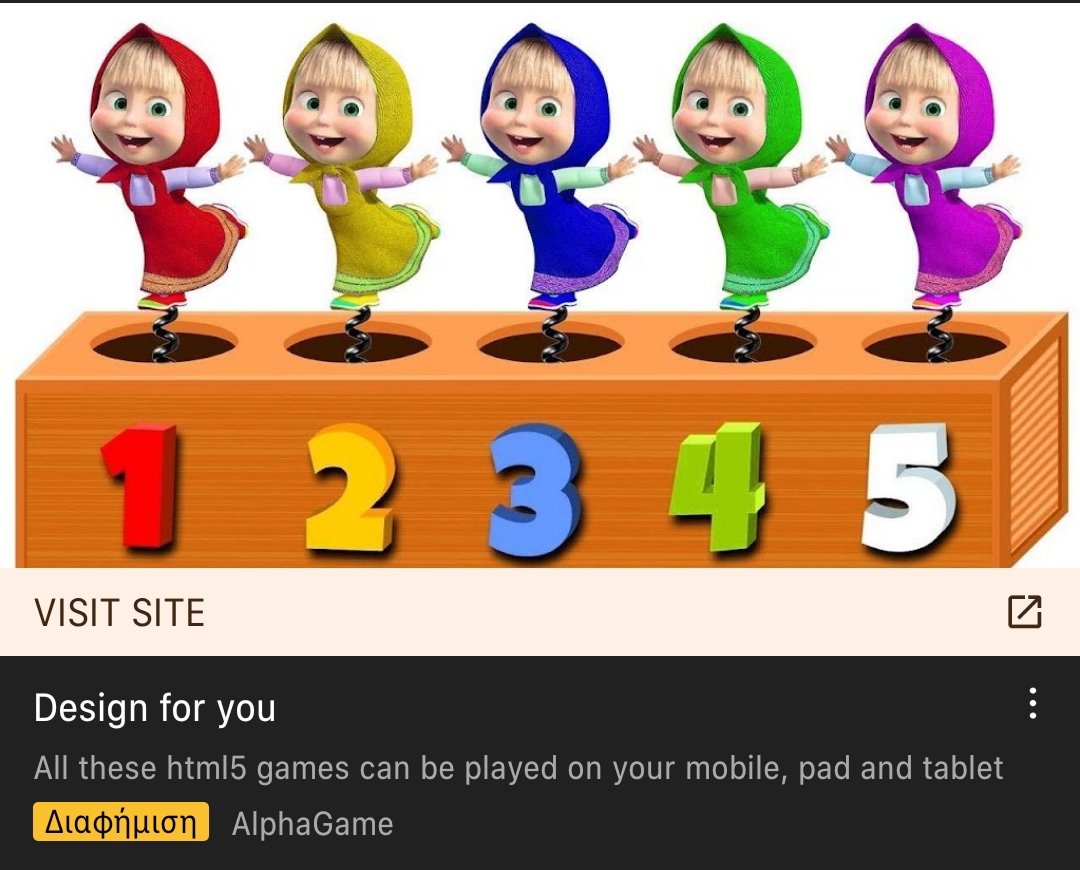 1 2 3 4 5
VISIT SITE
Design for you
All these html5 games can be played on your mobile, pad and tablet
Διαφήμιση AlphaGame